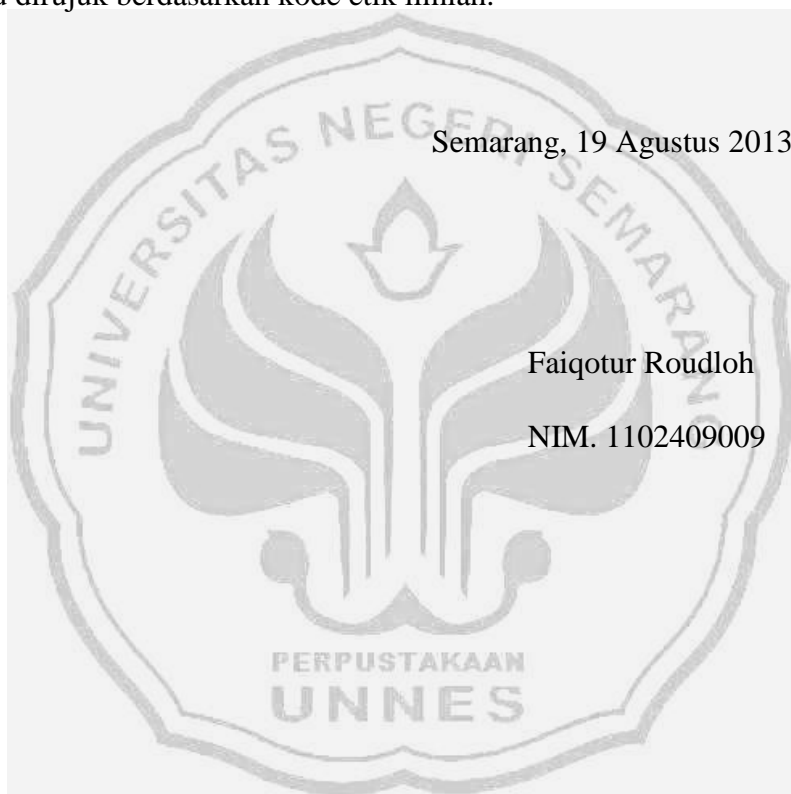 dirujuk berdasarkan kode etik ilmiah.
UNIVERSITAS NEGERI SEMARANG
Semarang, 19 Agustus 2013
Faiqotur Roudloh
NIM. 1102409009
PERPUSTAKAAN
UNNES